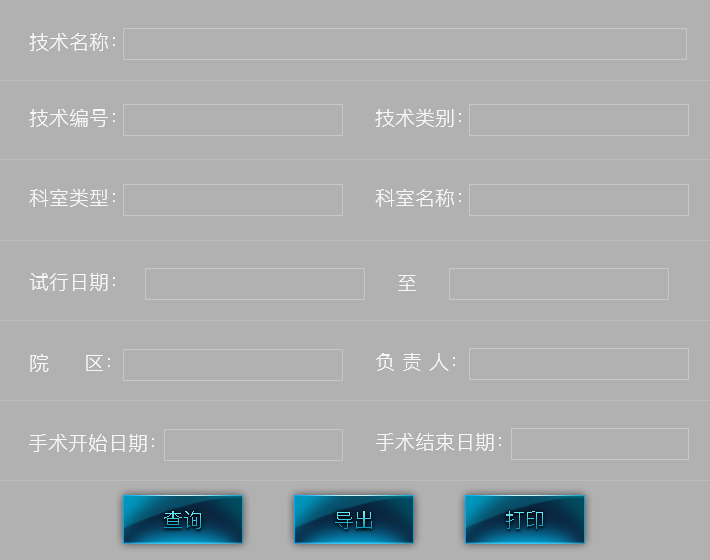 技术名称：
技术编号： 技术类别：
科室类型： 科室名称：
试行日期： 至
院 区： 负 责 人：
手术开始日期： 手术结束日期：
查询 导出 打印